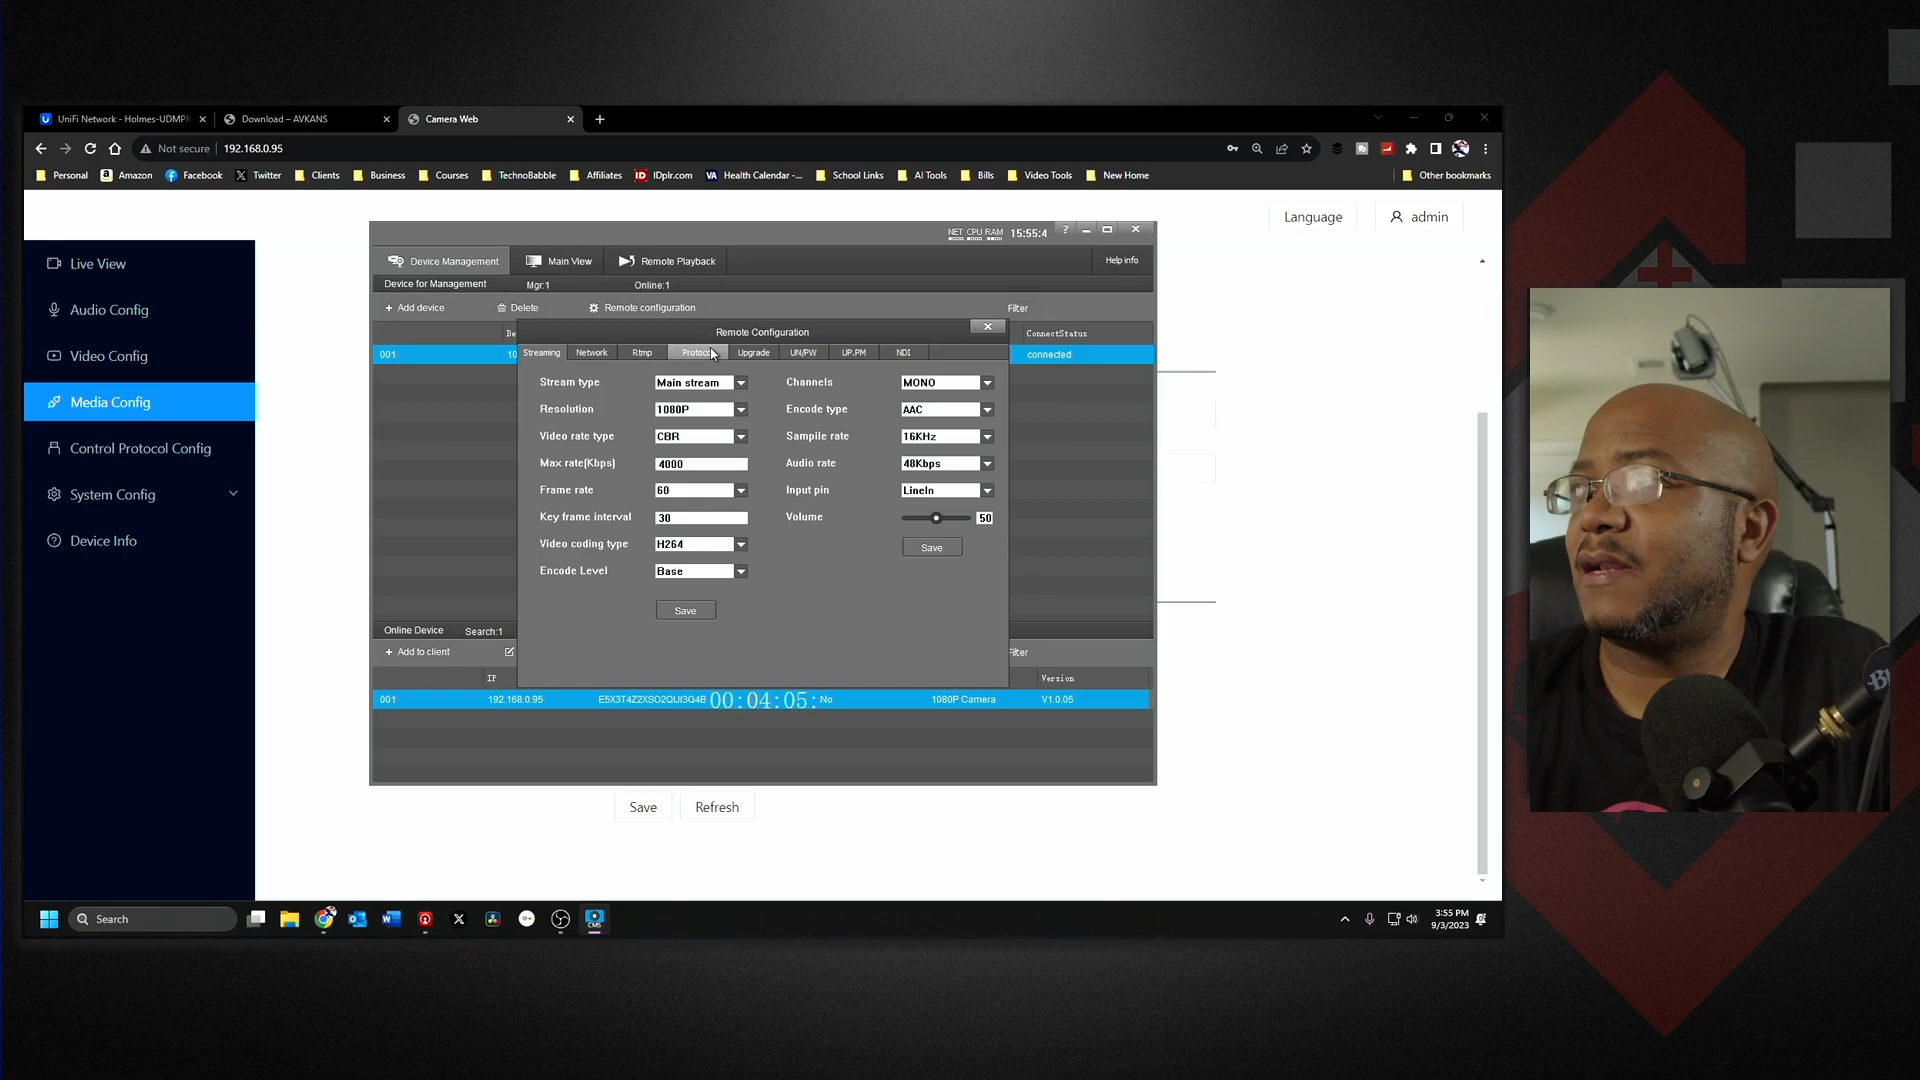 UniFi Network - Holmes-UDMPR
Download – AVKANS
Camera Web
Not secure
192.168.0.95
Personal
Amazon
Facebook
Twitter
Clients
Business
Courses
TechnoBabble
Affiliates
IDplr.com
Health Calendar -...
School Links
AI Tools
Bills
Video Tools
New Home
Other bookmarks
Language
admin
Live View
Audio Config
Video Config
Media Config
Control Protocol Config
System Config
Device Info
NET CPU RAM
15:55:4
?
Device Management
Main View
Remote Playback
Help info
Device for Management
Mgr:1
Online:1
+ Add device
Delete
Remote configuration
Filter
ConnectStatus
001
10
connected
Remote Configuration
Streaming
Network
Rtmp
Upgrade
UN/PW
UP.PM
NDI
Stream type
Main stream
Channels
MONO
Resolution
1080P
Encode type
AAC
Video rate type
CBR
Sampile rate
16KHz
Max rate(Kbps)
4000
Audio rate
48Kbps
Frame rate
60
Input pin
LineIn
Key frame interval
30
Volume
50
Video coding type
H264
Save
Encode Level
Base
Save
Online Device
Search:1
+ Add to client
Filter
IP
Version
001
192.168.0.95
E5X3T4Z2XSO2QUI3Q4B
00:04:05:
No
1080P Camera
V1.0.05
Save
Refresh
Search
CMS
3:55 PM
9/3/2023